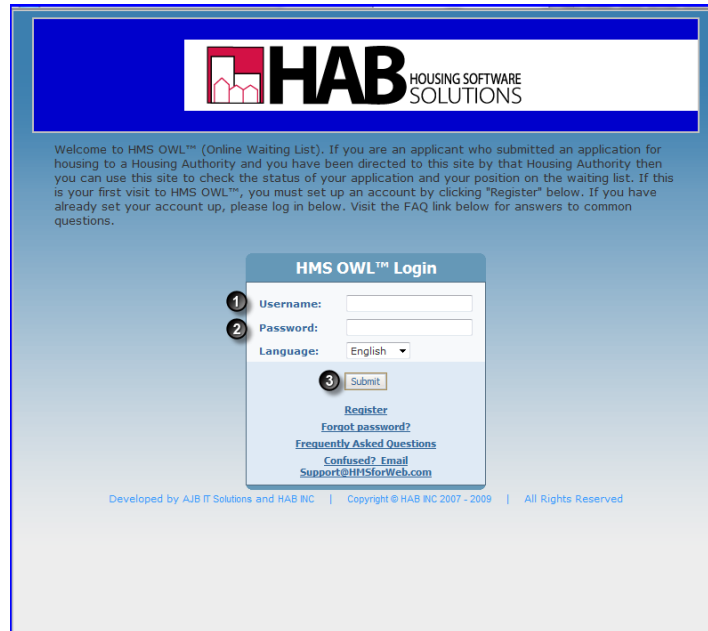 HAB HOUSING SOFTWARE
SOLUTIONS
Welcome to HMS OWL™ (Online Waiting List). If you are an applicant who submitted an application for
housing to a Housing Authority and you have been directed to this site by that Housing Authority then
you can use this site to check the status of your application and your position on the waiting list. If this
is your first visit to HMS OWL™, you must set up an account by clicking "Register" below. If you have
already set your account up, please log in below. Visit the FAQ link below for answers to common
questions.
HMS OWL™ Login
1 Username:
2 Password:
Language: English
3 Submit
Register
Forgot password?
Frequently Asked Questions
Confused? Email
Support@HMSforWeb.com
Developed by AJB IT Solutions and HAB INC | Copyright © HAB INC 2007 - 2009 | All Rights Reserved